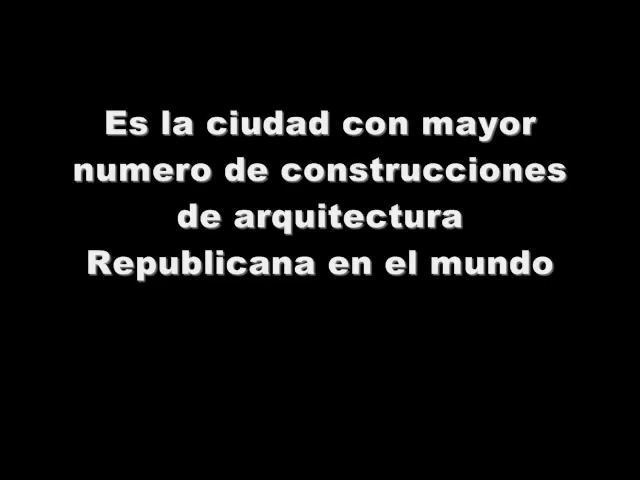 Es la ciudad con mayor
numero de construcciones
de arquitectura
Republicana en el mundo